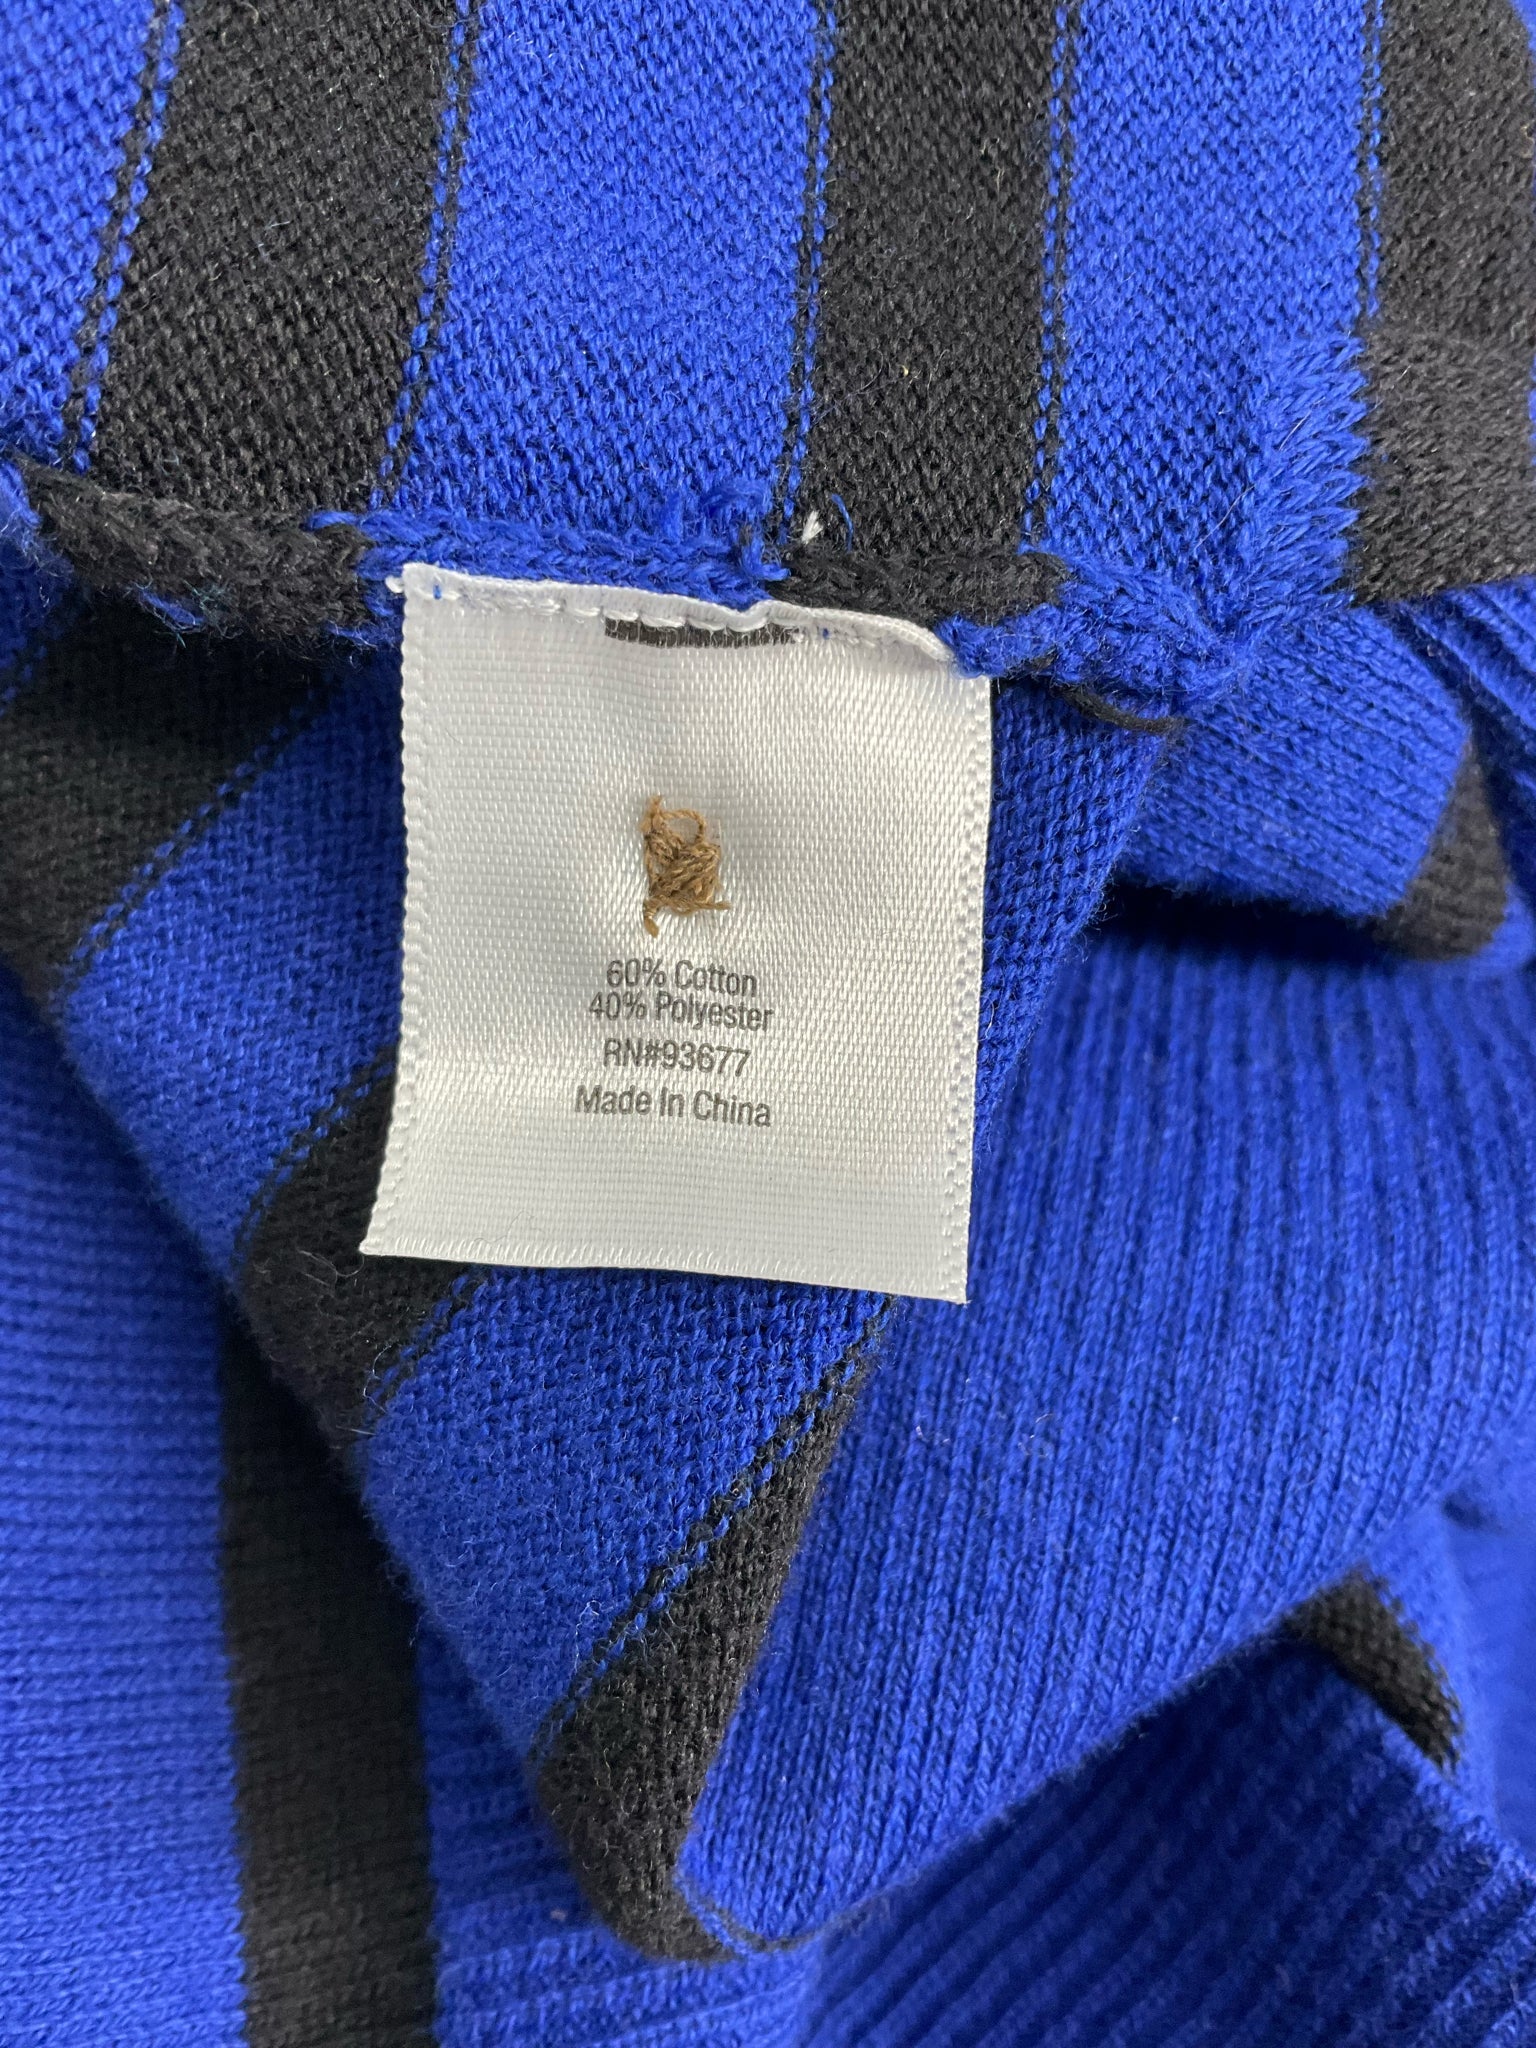 60% Cotton
40% Polyester
RN#93677
Made In China